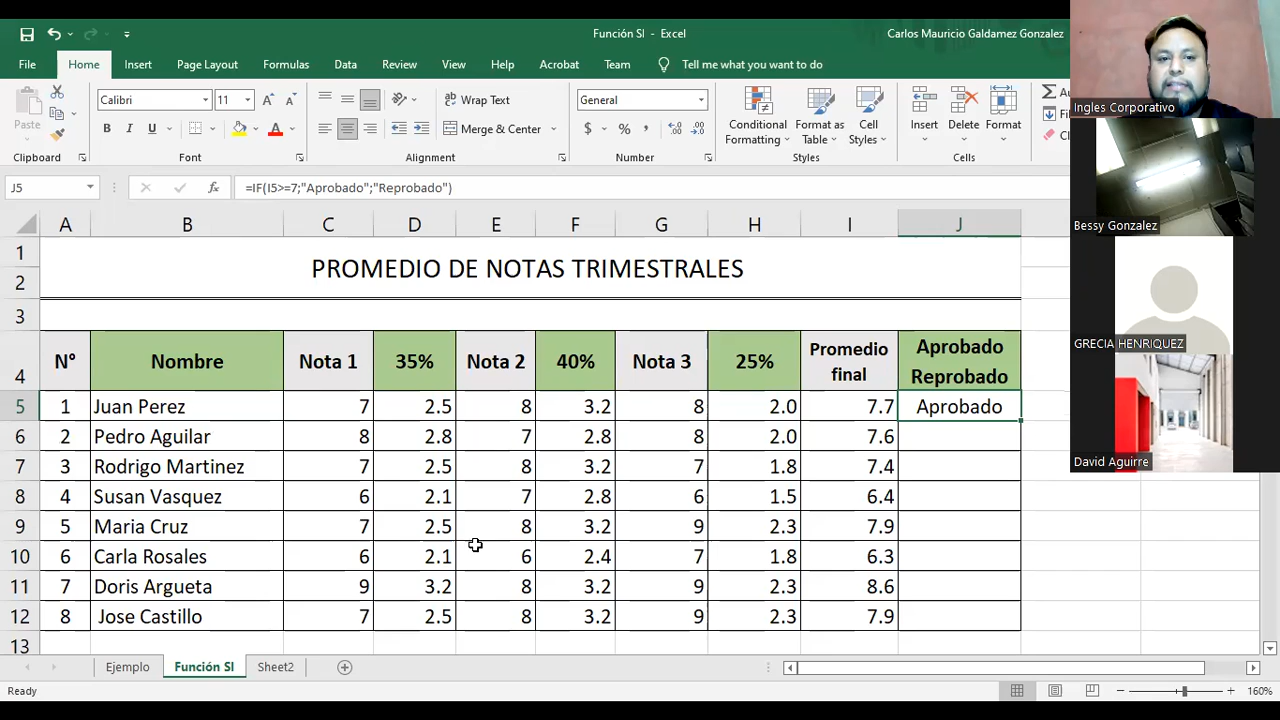 Función SI - Excel
Carlos Mauricio Galdamez Gonzalez
File Home Insert Page Layout Formulas Data Review View Help Acrobat Team Tell me what you want to do
Paste
Calibri 11
B I U
Wrap Text
Merge & Center
General
$ % ,
Conditional Formatting
Format as Table
Cell Styles
Insert Delete Format
Clipboard Font Alignment Number Styles Cells
J5 fx =IF(I5>=7;"Aprobado";"Reprobado")
A B C D E F G H I J
1 PROMEDIO DE NOTAS TRIMESTRALES
2
3
4 N° Nombre Nota 1 35% Nota 2 40% Nota 3 25% Promedio final Aprobado Reprobado
5 1 Juan Perez 7 2.5 8 3.2 8 2.0 7.7 Aprobado
6 2 Pedro Aguilar 8 2.8 7 2.8 8 2.0 7.6
7 3 Rodrigo Martinez 7 2.5 8 3.2 7 1.8 7.4
8 4 Susan Vasquez 6 2.1 7 2.8 6 1.5 6.4
9 5 Maria Cruz 7 2.5 8 3.2 9 2.3 7.9
10 6 Carla Rosales 6 2.1 6 2.4 7 1.8 6.3
11 7 Doris Argueta 9 3.2 8 3.2 9 2.3 8.6
12 8 Jose Castillo 7 2.5 8 3.2 9 2.3 7.9
13
Ejemplo Función SI Sheet2
Ready
160%
Ingles Corporativo
Bessy Gonzalez
GRECIA HENRIQUEZ
David Aguirre